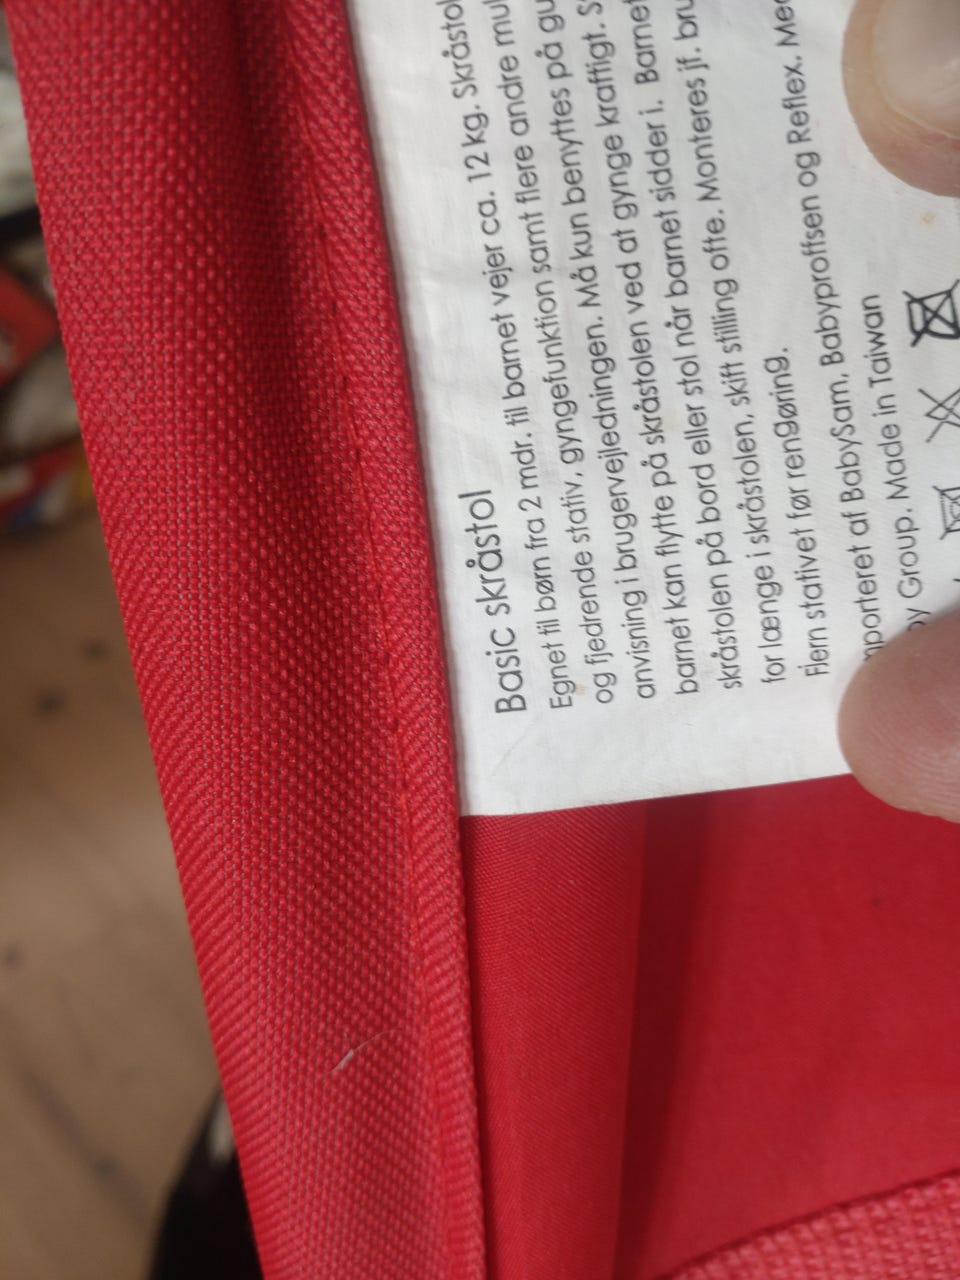 Basic skråstol
Egnet til børn fra 2 mdr. til barnet vejer ca. 12 kg. Skråstol
og fjedrende stativ, gyngefunktion samt flere andre
anvisning i brugervejledningen. Må kun benyttes på
barnet kan flytte på skråstolen ved at gynge kraftigt.
skråstolen på bord eller stol når barnet sidder i. Barnet
for længe i skråstolen, skift stilling ofte. Monteres jf.
Fjern stativet før rengøring.
Importeret af BabySam, Babyproffsen og Reflex.
Group. Made in Taiwan